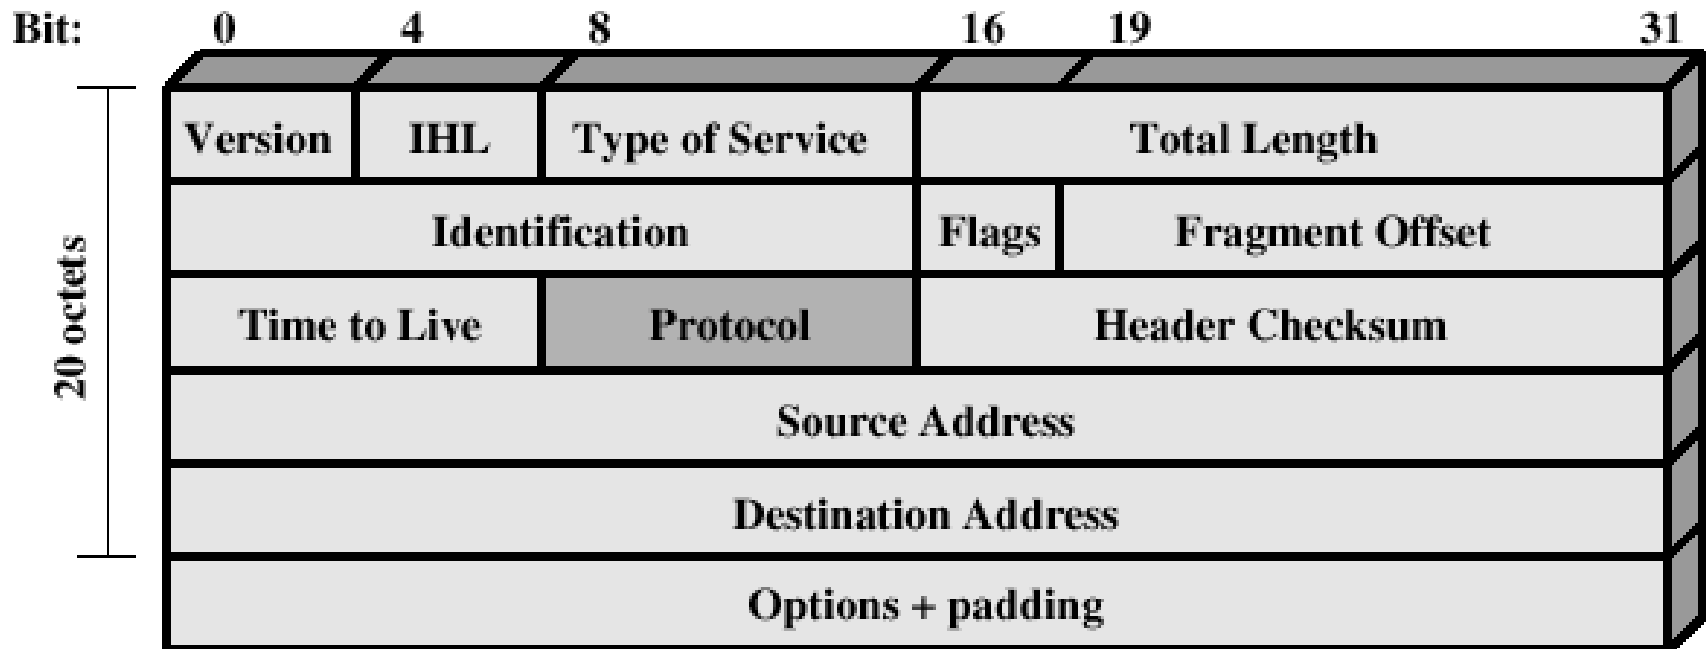 Bit: 0 4 8 16 19 31
Version IHL Type of Service Total Length
Identification Flags Fragment Offset
Time to Live Protocol Header Checksum
Source Address
Destination Address
Options + padding
20 octets